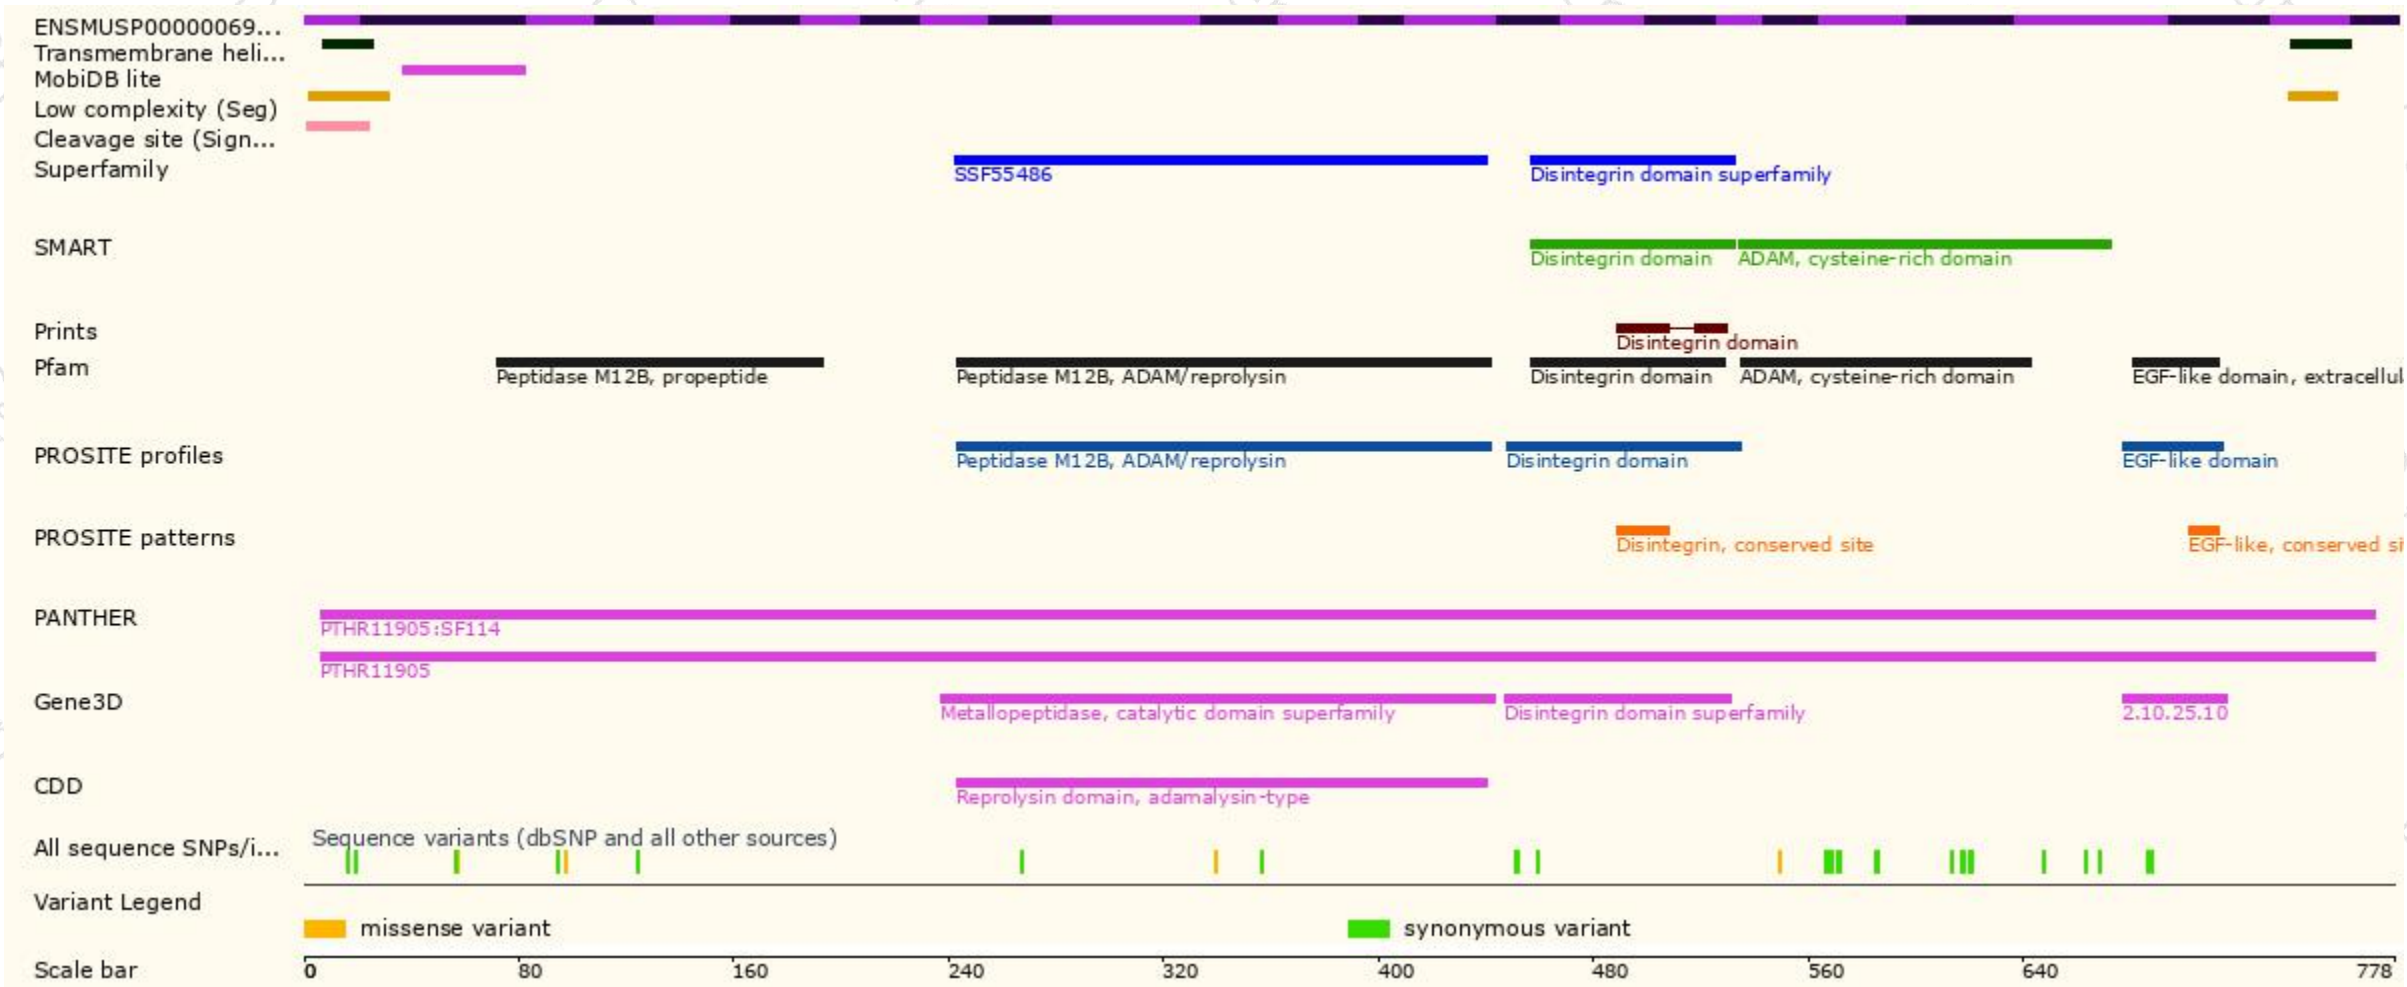 ENSMUSP00000069...
Transmembrane heli...
MobiDB lite
Low complexity (Seg)
Cleavage site (Sign...
Superfamily
SSF55486
Disintegrin domain superfamily
SMART
Disintegrin domain
ADAM, cysteine-rich domain
Prints
Disintegrin domain
Pfam
Peptidase M12B, propeptide
Peptidase M12B, ADAM/reprolysin
Disintegrin domain
ADAM, cysteine-rich domain
EGF-like domain, extracellul
PROSITE profiles
Peptidase M12B, ADAM/reprolysin
Disintegrin domain
EGF-like domain
PROSITE patterns
Disintegrin, conserved site
EGF-like, conserved si
PANTHER
PTHR11905:SF114
PTHR11905
Gene3D
Metallopeptidase, catalytic domain superfamily
Disintegrin domain superfamily
2.10.25.10
CDD
Reprolysin domain, adamalysin-type
All sequence SNPs/i...
Sequence variants (dbSNP and all other sources)
Variant Legend
missense variant
synonymous variant
Scale bar
0 80 160 240 320 400 480 560 640 778